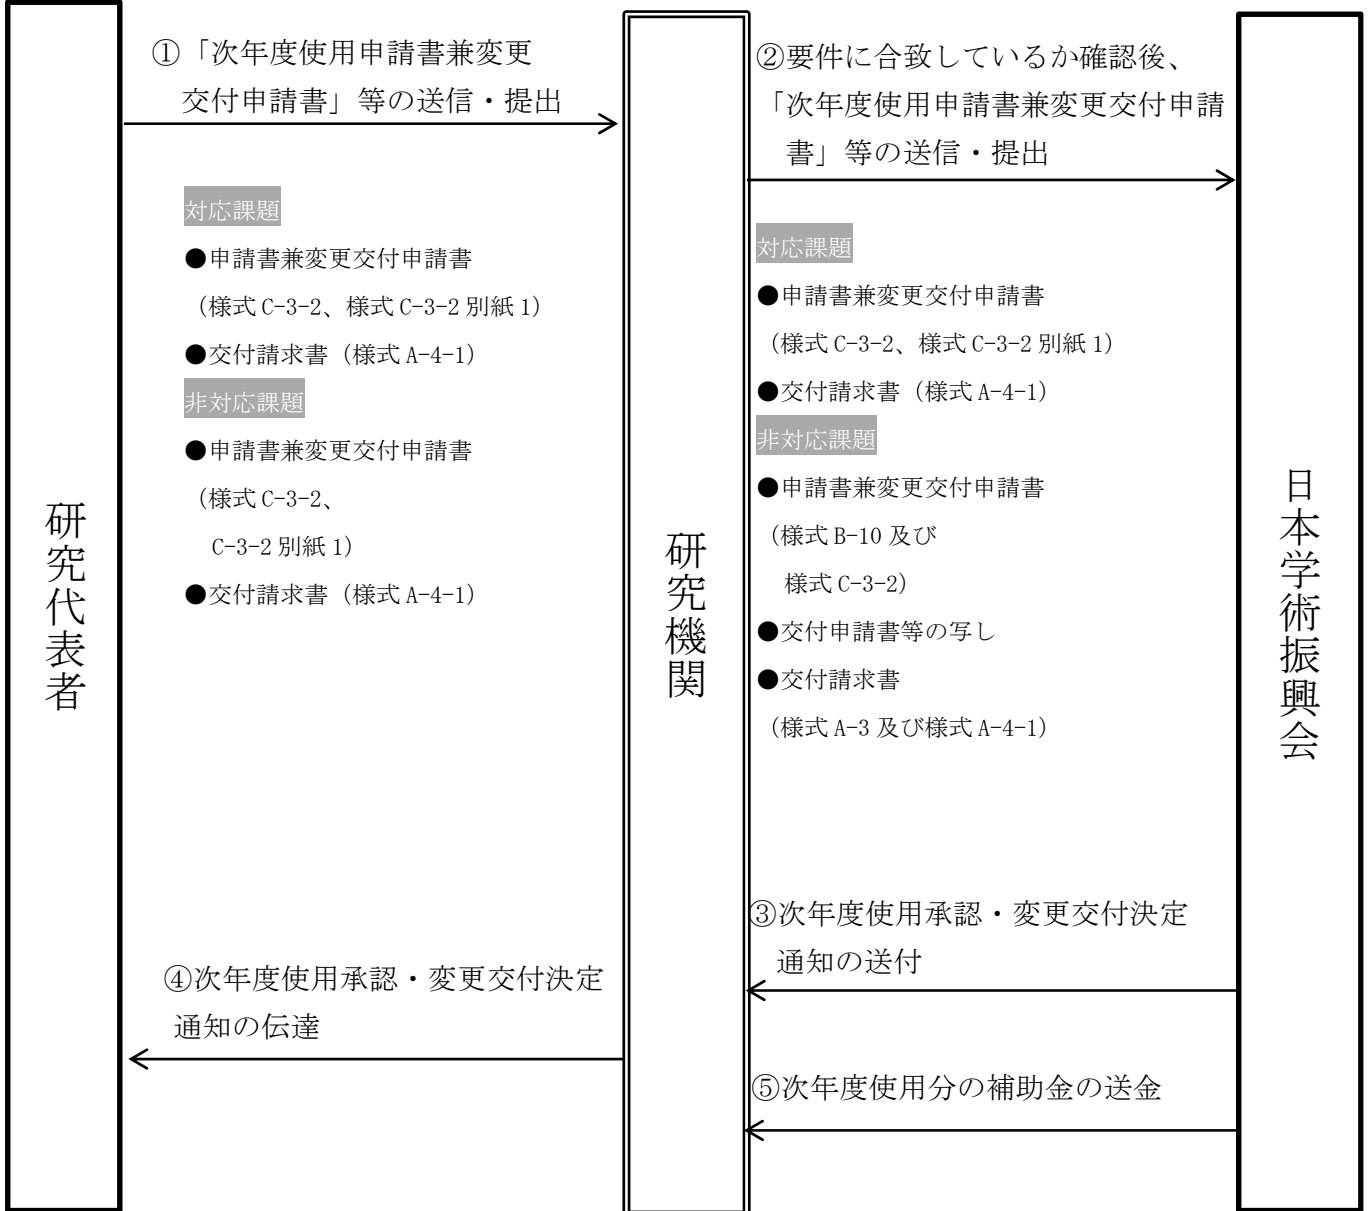 研究代表者
①「次年度使用申請書兼変更
交付申請書」等の送信・提出
対応課題
●申請書兼変更交付申請書
（様式 C-3-2、様式 C-3-2 別紙 1）
●交付請求書（様式 A-4-1）
非対応課題
●申請書兼変更交付申請書
（様式 C-3-2、
C-3-2 別紙 1）
●交付請求書（様式 A-4-1）
④次年度使用承認・変更交付決定
通知の伝達
研究機関
②要件に合致しているか確認後、
「次年度使用申請書兼変更交付申請
書」等の送信・提出
対応課題
●申請書兼変更交付申請書
（様式 C-3-2、様式 C-3-2 別紙 1）
●交付請求書（様式 A-4-1）
非対応課題
●申請書兼変更交付申請書
（様式 B-10 及び
様式 C-3-2）
●交付申請書等の写し
●交付請求書
（様式 A-3 及び様式 A-4-1）
③次年度使用承認・変更交付決定
通知の送付
⑤次年度使用分の補助金の送金
日本学術振興会